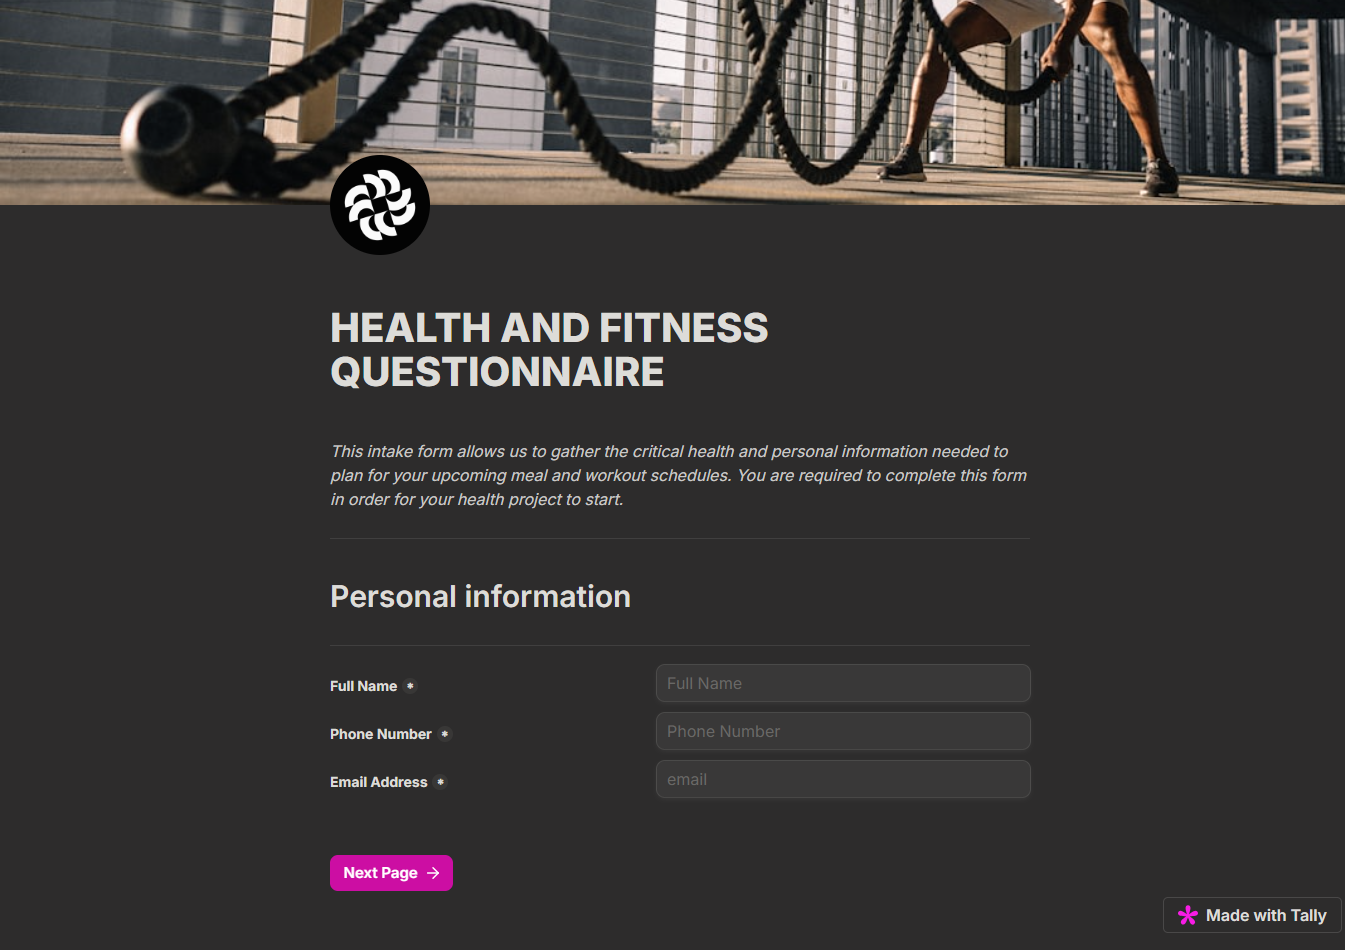 HEALTH AND FITNESS
QUESTIONNAIRE
This intake form allows us to gather the critical health and personal information needed to
plan for your upcoming meal and workout schedules. You are required to complete this form
in order for your health project to start.
Personal information
Full Name *
Full Name
Phone Number *
Phone Number
Email Address *
email
Next Page →
Made with Tally